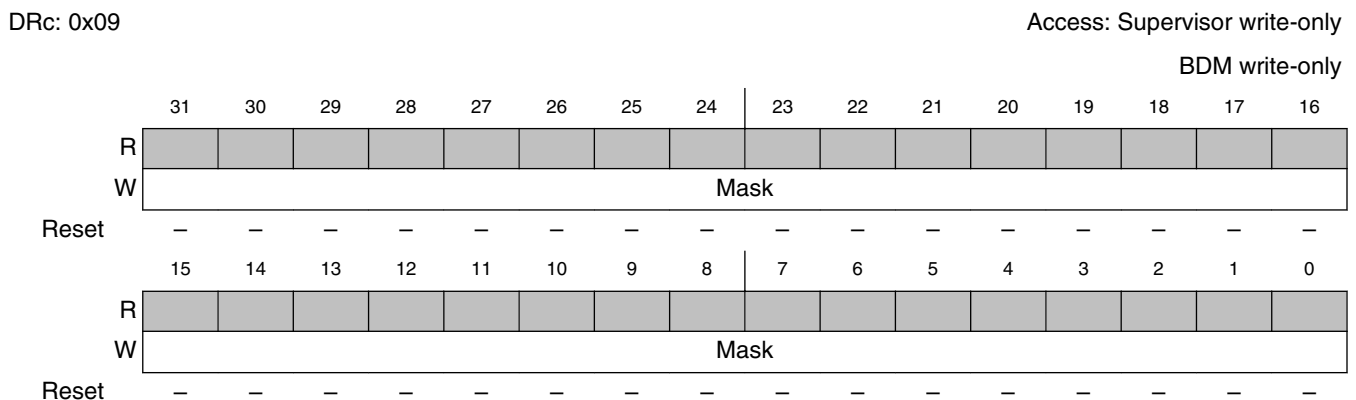 DRc: 0x09 Access: Supervisor write-only
BDM write-only
31 30 29 28 27 26 25 24 23 22 21 20 19 18 17 16
R
W Mask
Reset – – – – – – – – – – – – – – – –
15 14 13 12 11 10 9 8 7 6 5 4 3 2 1 0
R
W Mask
Reset – – – – – – – – – – – – – – – –